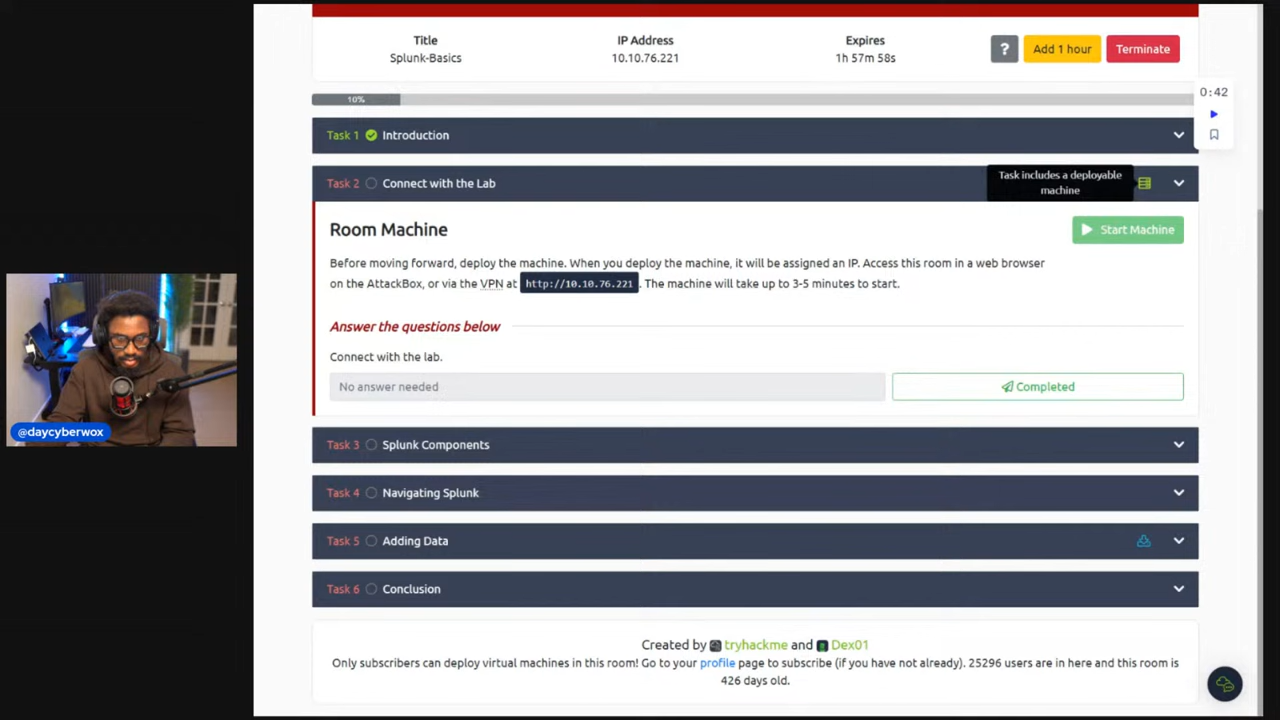 Title
Splunk-Basics
IP Address
10.10.76.221
Expires
1h 57m 58s
?
Add 1 hour
Terminate
10%
0:42
Task 1 Introduction
Task 2 Connect with the Lab
Task includes a deployable
machine
Room Machine
Start Machine
Before moving forward, deploy the machine. When you deploy the machine, it will be assigned an IP. Access this room in a web browser
on the AttackBox, or via the VPN at http://10.10.76.221 . The machine will take up to 3-5 minutes to start.
Answer the questions below
Connect with the lab.
No answer needed
Completed
@daycyberwox
Task 3 Splunk Components
Task 4 Navigating Splunk
Task 5 Adding Data
Task 6 Conclusion
Created by tryhackme and Dex01
Only subscribers can deploy virtual machines in this room! Go to your profile page to subscribe (if you have not already). 25296 users are in here and this room is
426 days old.